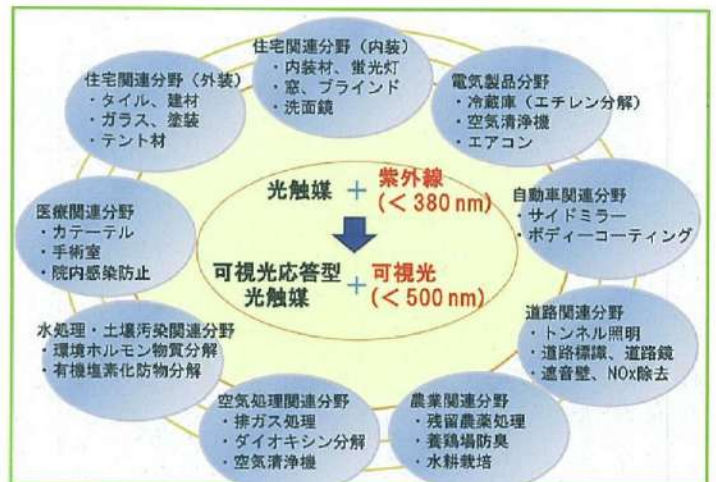 住宅関連分野（内装）
・内装材、蛍光灯
・窓、ブラインド
・洗面鏡
電気製品分野
・冷蔵庫（エチレン分解）
・空気清浄機
・エアコン
自動車関連分野
・サイドミラー
・ボディーコーティング
道路関連分野
・トンネル照明
・道路標識、道路鏡
・遮音壁、NOx除去
農業関連分野
・残留農薬処理
・養鶏場防臭
・水耕栽培
空気処理関連分野
・排ガス処理
・ダイオキシン分解
・空気清浄機
水処理・土壌汚染関連分野
・環境ホルモン物質分解
・有機塩素化防物分解
医療関連分野
・カテーテル
・手術室
・院内感染防止
住宅関連分野（外装）
・タイル、建材
・ガラス、塗装
・テント材
光触媒 + 紫外線
(< 380 nm)
可視光応答型
光触媒
+ 可視光
(< 500 nm)